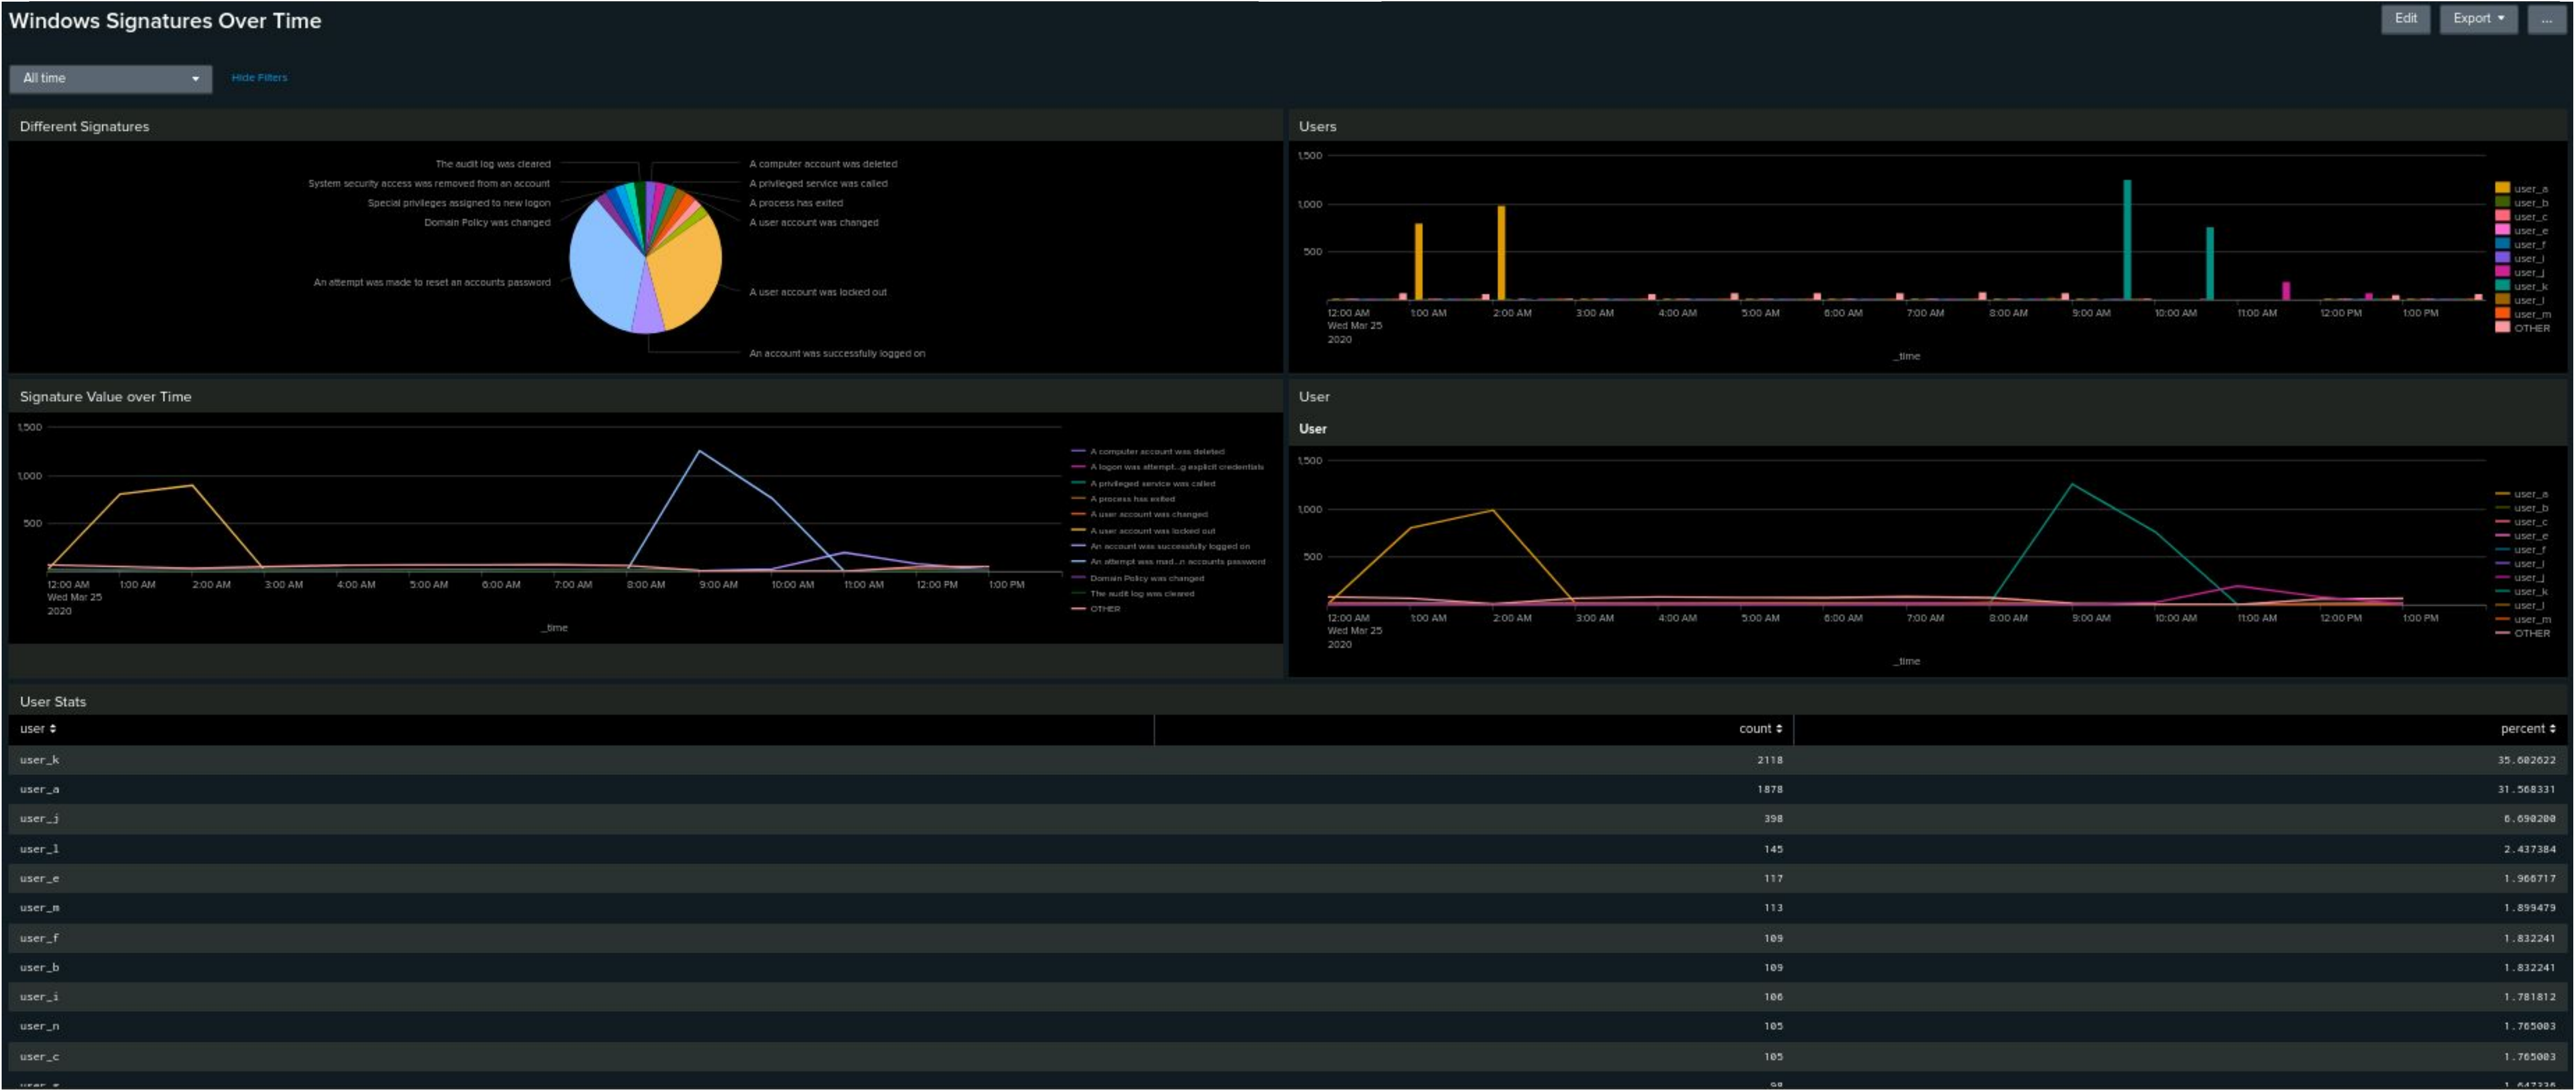 Windows Signatures Over Time
Edit
Export
...
All time
Hide Filters
Different Signatures
The audit log was cleared
System security access was removed from an account
Special privileges assigned to new logon
Domain Policy was changed
An attempt was made to reset an accounts password
A computer account was deleted
A privileged service was called
A process has exited
A user account was changed
A user account was locked out
An account was successfully logged on
Users
1,500
1,000
500
12:00 AM 1:00 AM 2:00 AM 3:00 AM 4:00 AM 5:00 AM 6:00 AM 7:00 AM 8:00 AM 9:00 AM 10:00 AM 11:00 AM 12:00 PM 1:00 PM
Wed Mar 25
2020
_time
user_a
user_b
user_c
user_e
user_f
user_i
user_j
user_k
user_l
user_m
OTHER
Signature Value over Time
1,500
1,000
500
12:00 AM 1:00 AM 2:00 AM 3:00 AM 4:00 AM 5:00 AM 6:00 AM 7:00 AM 8:00 AM 9:00 AM 10:00 AM 11:00 AM 12:00 PM 1:00 PM
Wed Mar 25
2020
_time
A computer account was deleted
A logon was attempt...g explicit credentials
A privileged service was called
A process has exited
A user account was changed
A user account was locked out
An account was successfully logged on
An attempt was mad...n accounts password
Domain Policy was changed
The audit log was cleared
OTHER
User
User
1,500
1,000
500
12:00 AM 1:00 AM 2:00 AM 3:00 AM 4:00 AM 5:00 AM 6:00 AM 7:00 AM 8:00 AM 9:00 AM 10:00 AM 11:00 AM 12:00 PM 1:00 PM
Wed Mar 25
2020
_time
user_a
user_b
user_c
user_e
user_f
user_i
user_j
user_k
user_l
user_m
OTHER
User Stats
user count percent
user_k 2118 35.602622
user_a 1878 31.568331
user_j 398 6.690200
user_l 145 2.437384
user_e 117 1.966717
user_m 113 1.899479
user_f 109 1.832241
user_b 109 1.832241
user_i 106 1.781812
user_n 105 1.765003
user_c 105 1.765003